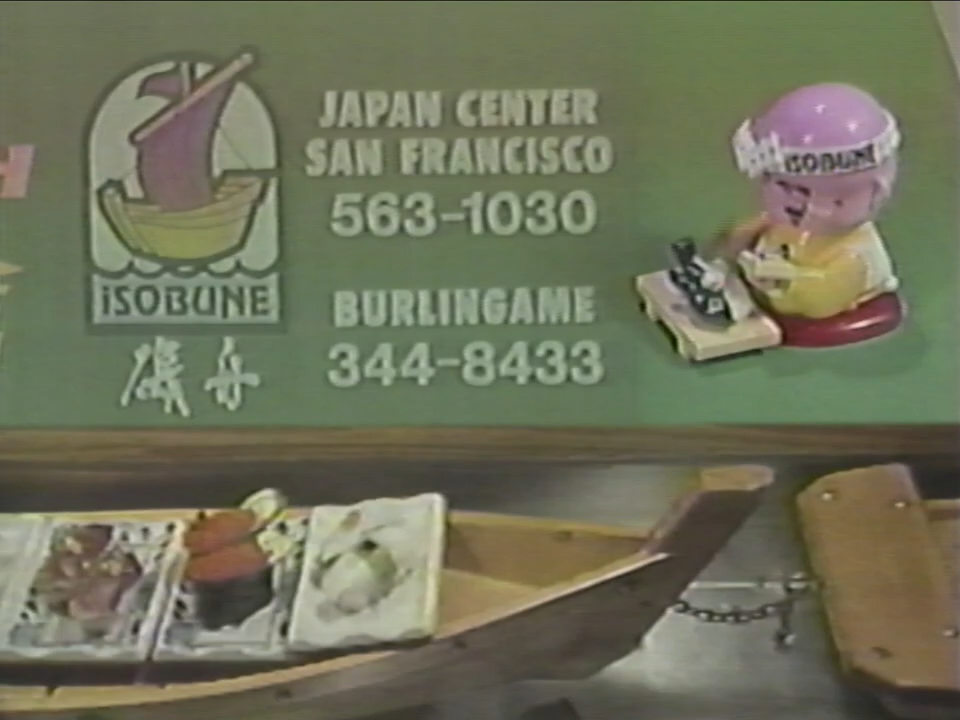 H
iSOBUNE
磯舟
JAPAN CENTER
SAN FRANCISCO
563-1030
BURLINGAME
344-8433
iSOBUNE